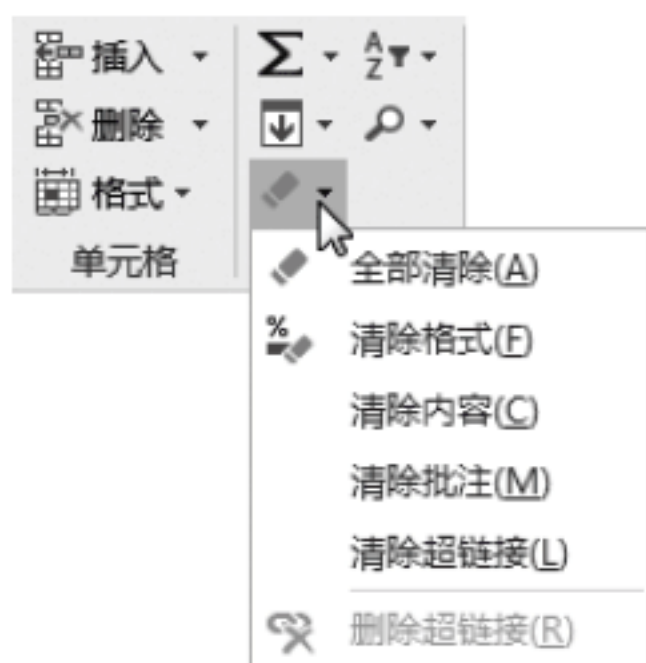 插入
删除
格式
单元格
全部清除(A)
清除格式(F)
清除内容(C)
清除批注(M)
清除超链接(L)
删除超链接(R)